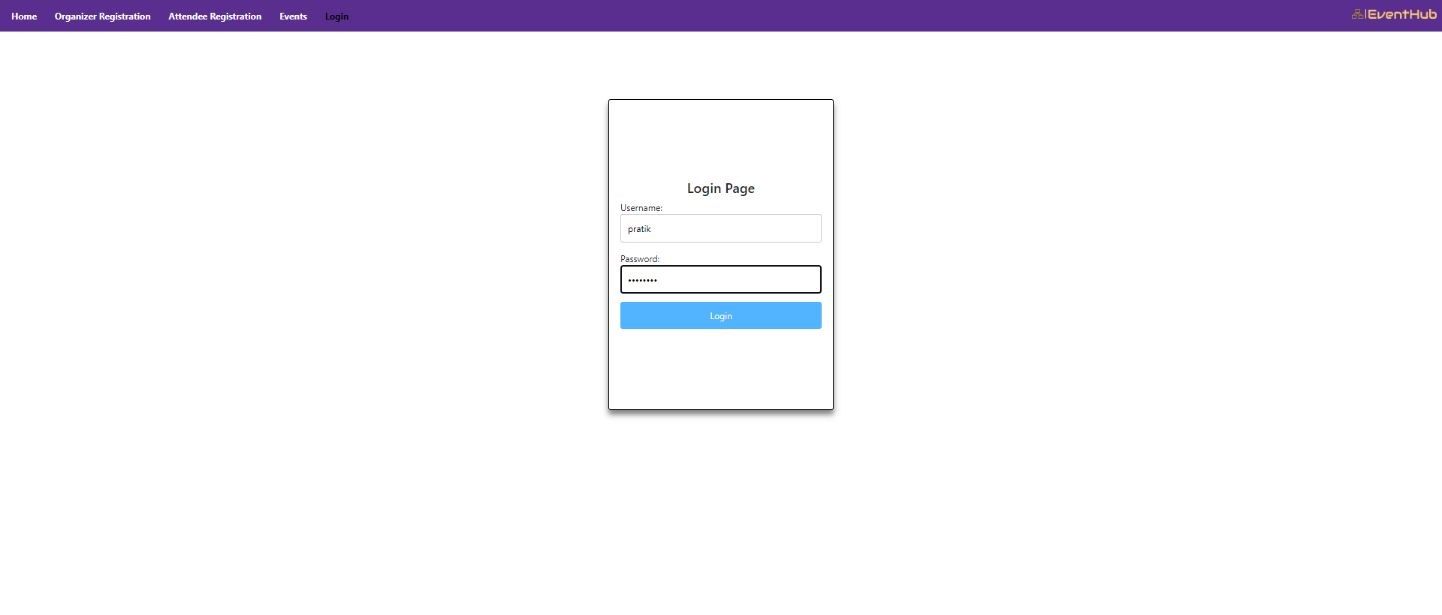 Home Organizer Registration Attendee Registration Events Login EventHub
Login Page
Username:
pratik
Password:
••••••••
Login